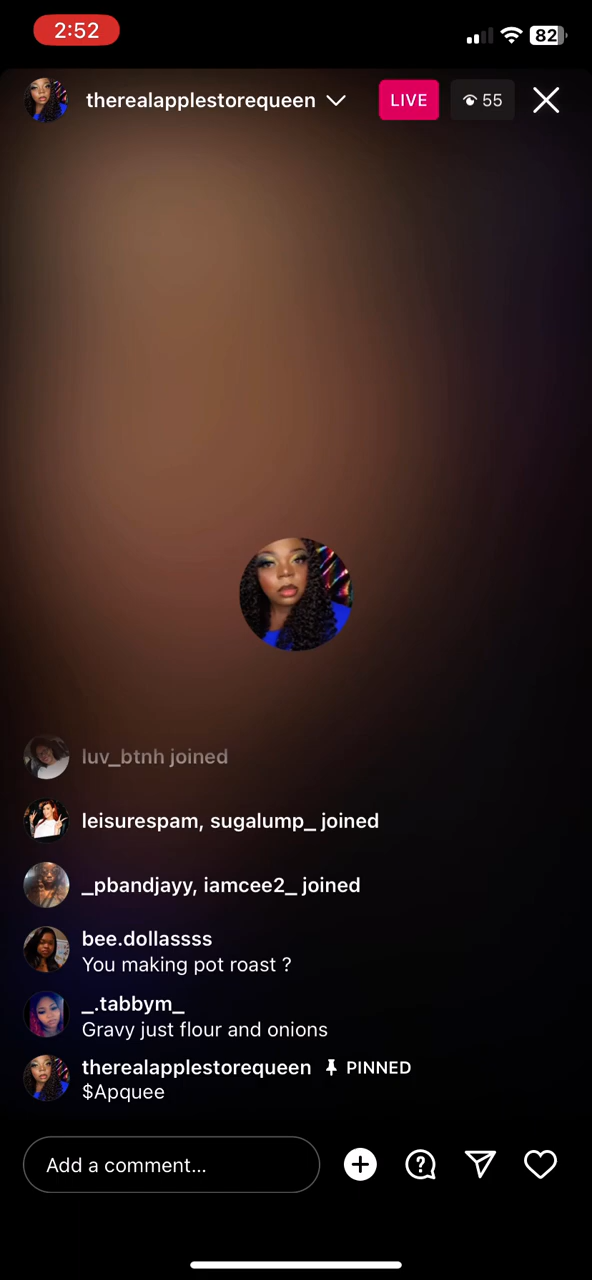 2:52
82
therealapplestorequeen
LIVE
55
luv_btnh joined
leisurespam, sugalump_ joined
_pbandjayy, iamcee2_ joined
bee.dollassss
You making pot roast ?
_.tabbym_
Gravy just flour and onions
therealapplestorequeen PINNED
$Apquee
Add a comment...